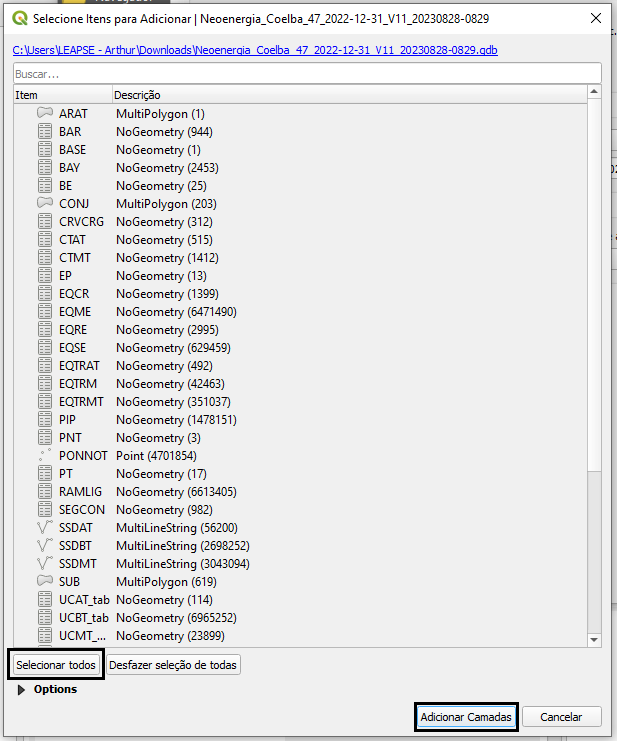 Selecione Itens para Adicionar | Neoenergia_Coelba_47_2022-12-31_V11_20230828-0829
C:\Users\LEAPSE - Arthur\Downloads\Neoenergia_Coelba_47_2022-12-31_V11_20230828-0829.gdb
Buscar...
Item Descrição
ARAT MultiPolygon (1)
BAR NoGeometry (944)
BASE NoGeometry (1)
BAY NoGeometry (2453)
BE NoGeometry (25)
CONJ MultiPolygon (203)
CRVCRG NoGeometry (312)
CTAT NoGeometry (515)
CTMT NoGeometry (1412)
EP NoGeometry (13)
EQCR NoGeometry (1399)
EQME NoGeometry (6471490)
EQRE NoGeometry (2995)
EQSE NoGeometry (629459)
EQTRAT NoGeometry (492)
EQTRM NoGeometry (42463)
EQTRMT NoGeometry (351037)
PIP NoGeometry (1478151)
PNT NoGeometry (3)
PONNOT Point (4701854)
PT NoGeometry (17)
RAMLIG NoGeometry (6613405)
SEGCON NoGeometry (982)
SSDAT MultiLineString (56200)
SSDBT MultiLineString (2698252)
SSDMT MultiLineString (3043094)
SUB MultiPolygon (619)
UCAT_tab NoGeometry (114)
UCBT_tab NoGeometry (6965252)
UCMT_... NoGeometry (23899)
Selecionar todos Desfazer seleção de todas
Options
Adicionar Camadas Cancelar